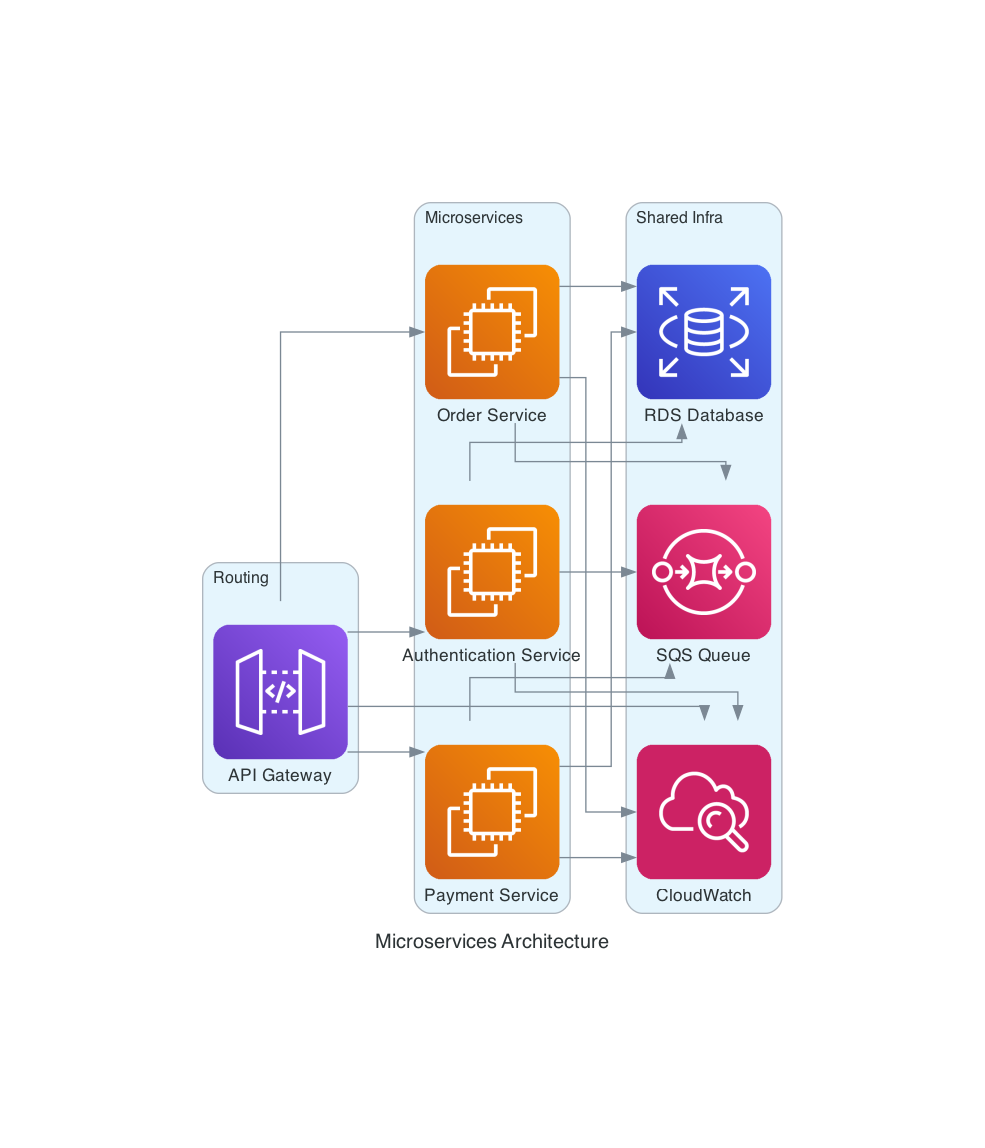 Microservices
Shared Infra
Order Service
RDS Database
Routing
Authentication Service
SQS Queue
API Gateway
Payment Service
CloudWatch
Microservices Architecture